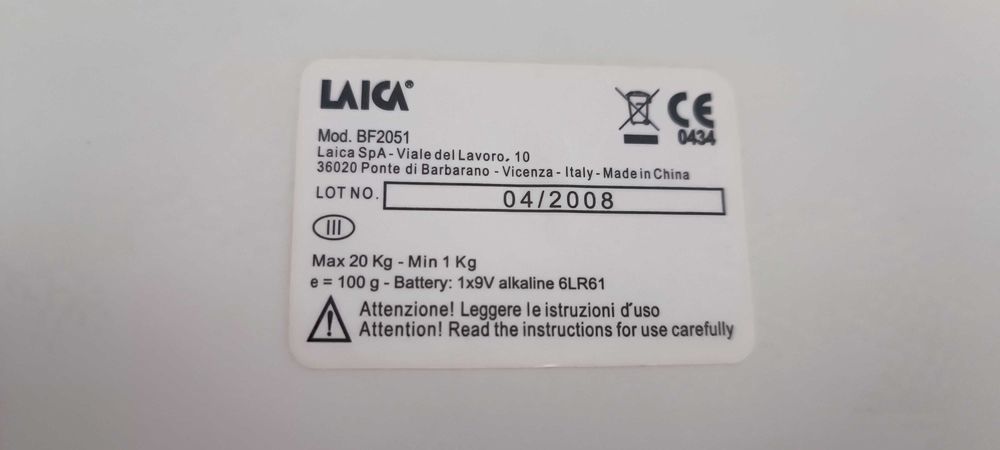 LAICA®
0434
Mod. BF2051
Laica SpA - Viale del Lavoro, 10
36020 Ponte di Barbarano - Vicenza - Italy - Made in China
LOT NO. 04/2008
III
Max 20 Kg - Min 1 Kg
e = 100 g - Battery: 1x9V alkaline 6LR61
Attenzione! Leggere le istruzioni d'uso
Attention! Read the instructions for use carefully